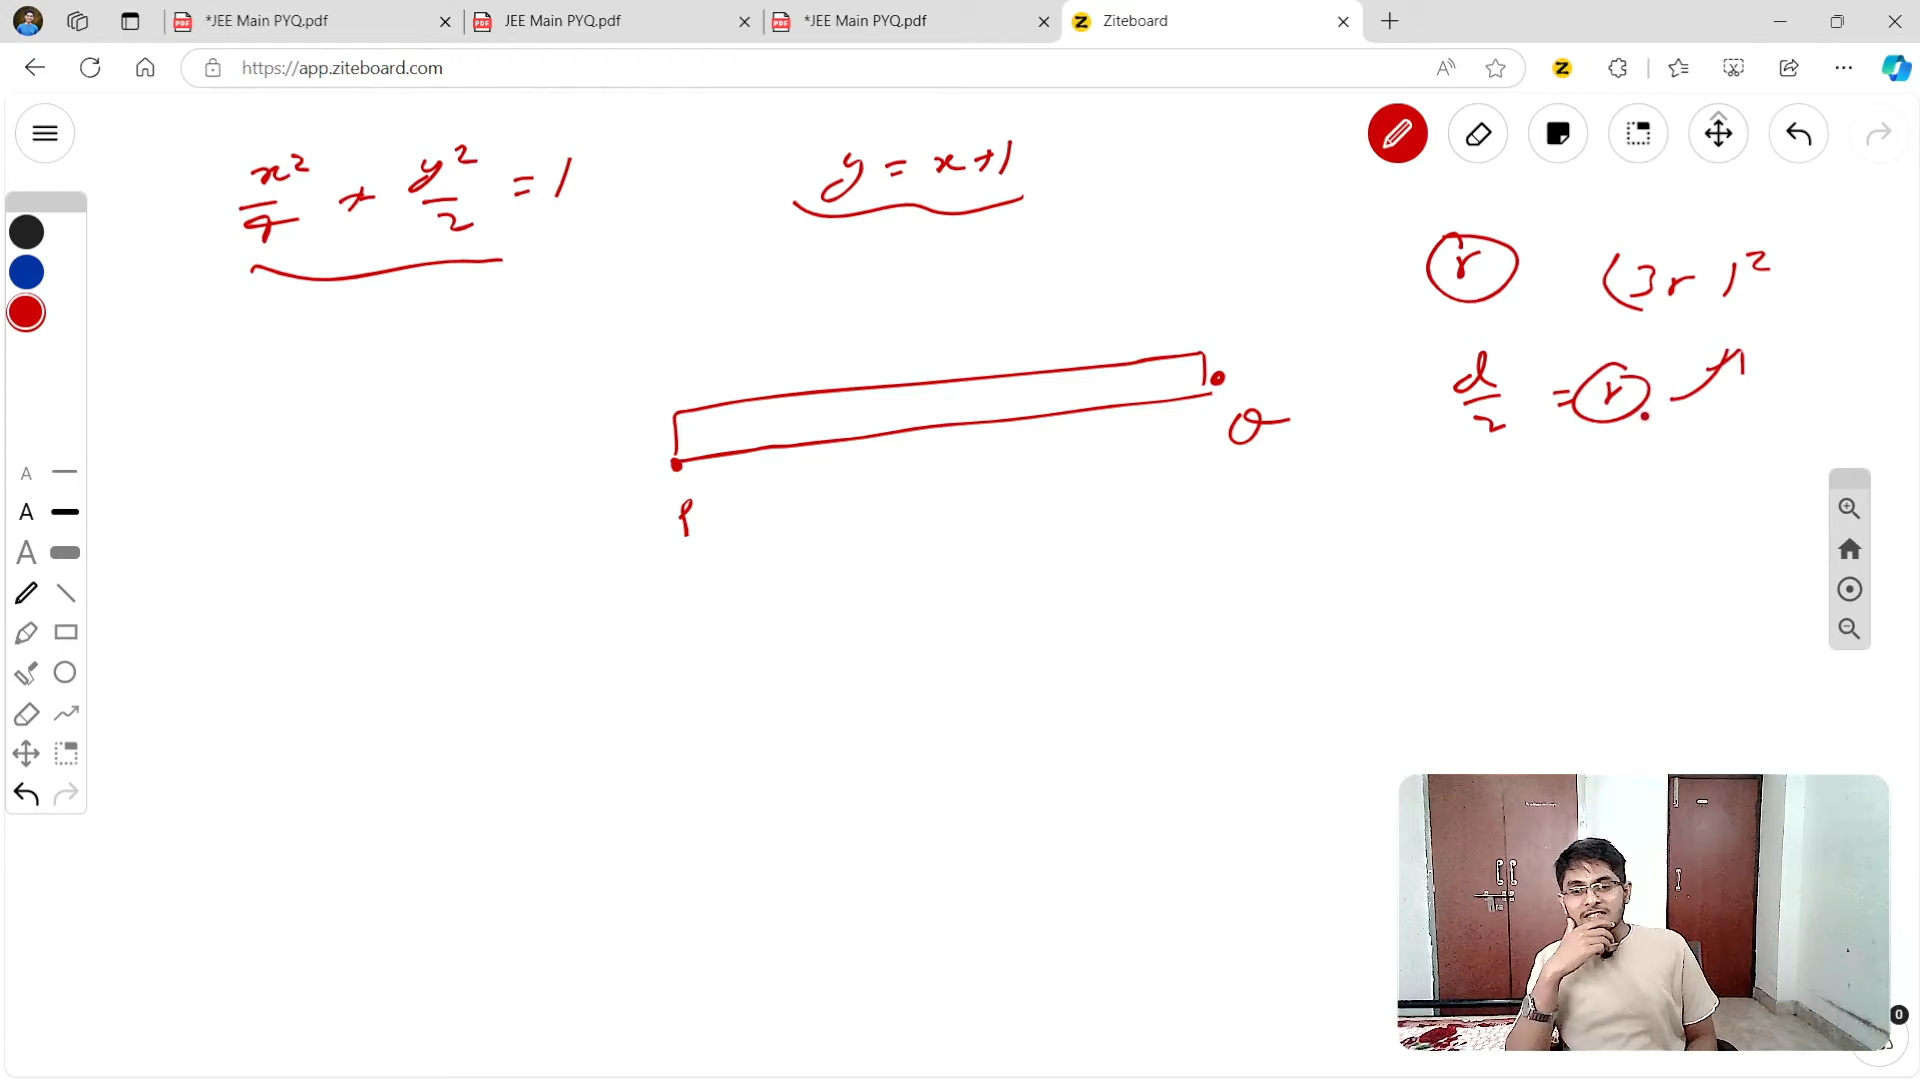 *JEE Main PYQ.pdf
JEE Main PYQ.pdf
*JEE Main PYQ.pdf
Z
Ziteboard
https://app.ziteboard.com
x²/4 + y²/2 = 1
y = x+1
r (3r)²
d/2 = r
Q
P
A
A
A
0